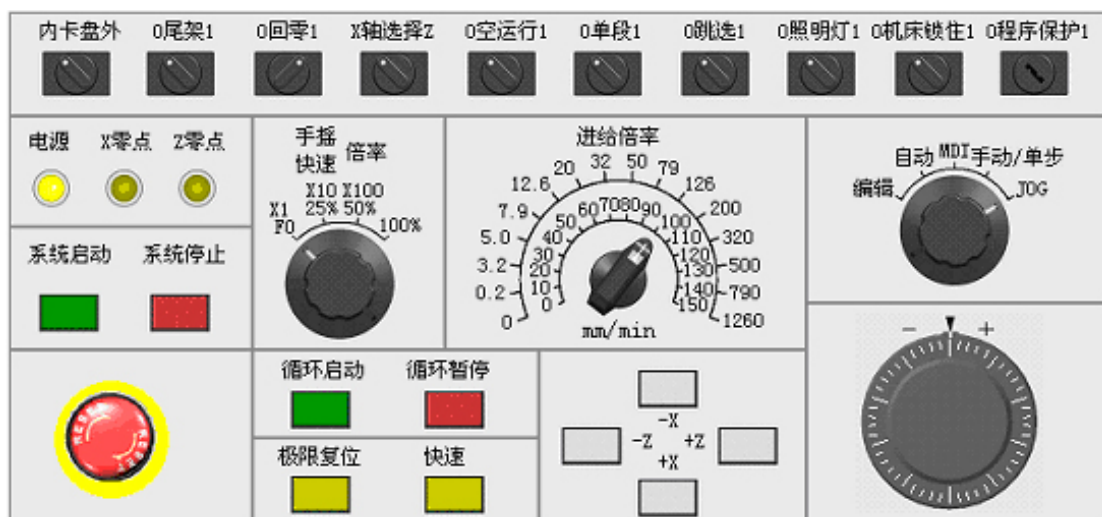 内卡盘外 0尾架1 0回零1 X轴选择Z 0空运行1 0单段1 0跳选1 0照明灯1 0机床锁住1 0程序保护1
电源 X零点 Z零点
系统启动 系统停止
手摇
快速 倍率
X10 X100
X1 25% 50%
F0 100%
进给倍率
0 0.2 3.2 5.0 7.9 12.6 20 32 50 79 126 200 320 500 790 1260
0 10 20 30 40 50 60 70 80 90 100 110 120 130 140 150
mm/min
编辑 自动 MDI 手动/单步 JOG
- +
RESET RESET
循环启动 循环暂停
极限复位 快速
-X
-Z +Z
+X